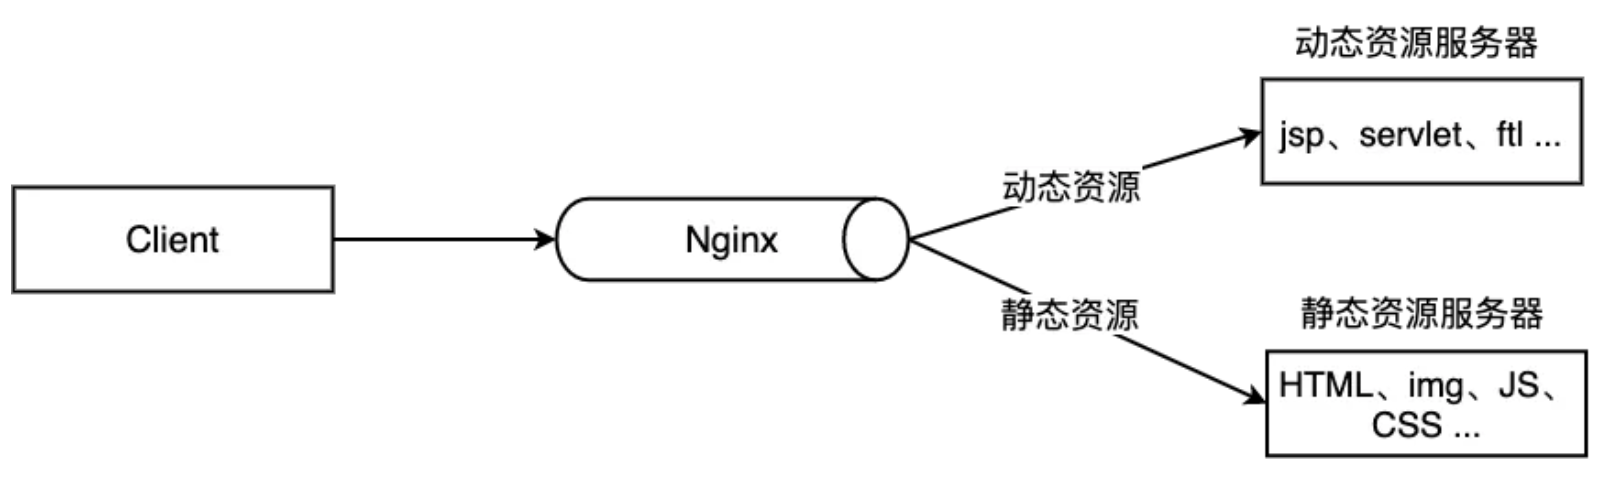 动态资源服务器
jsp、servlet、ftl ...
动态资源
Client
Nginx
静态资源
静态资源服务器
HTML、img、JS、
CSS ...